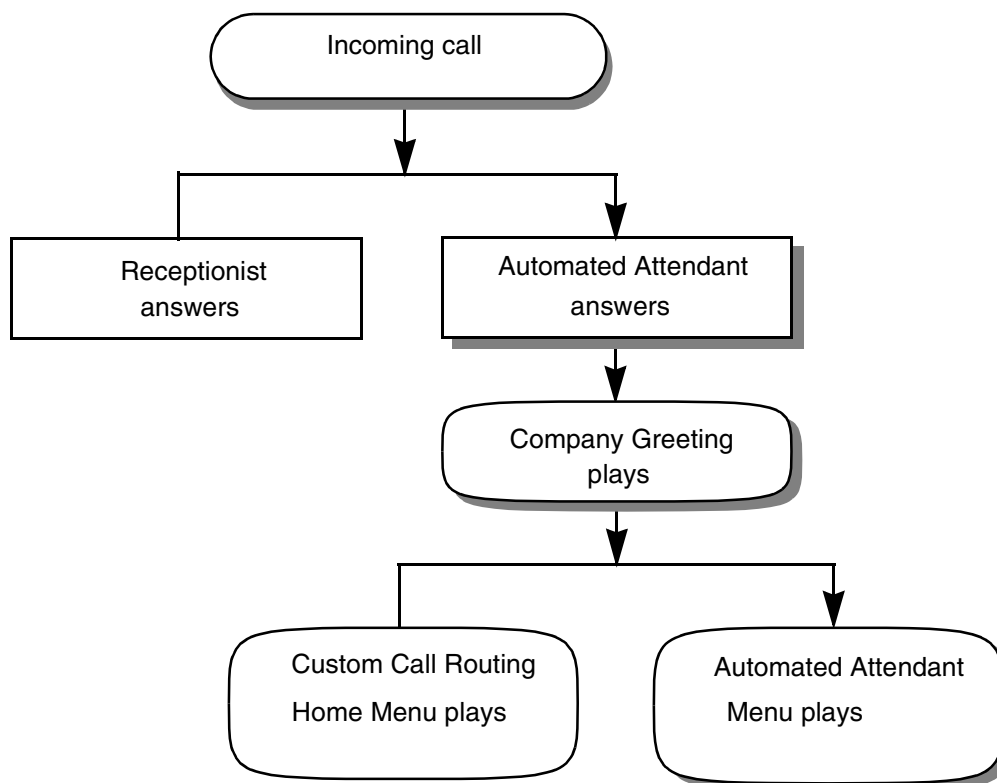 Incoming call
Receptionist
answers
Automated Attendant
answers
Company Greeting
plays
Custom Call Routing
Home Menu plays
Automated Attendant
Menu plays